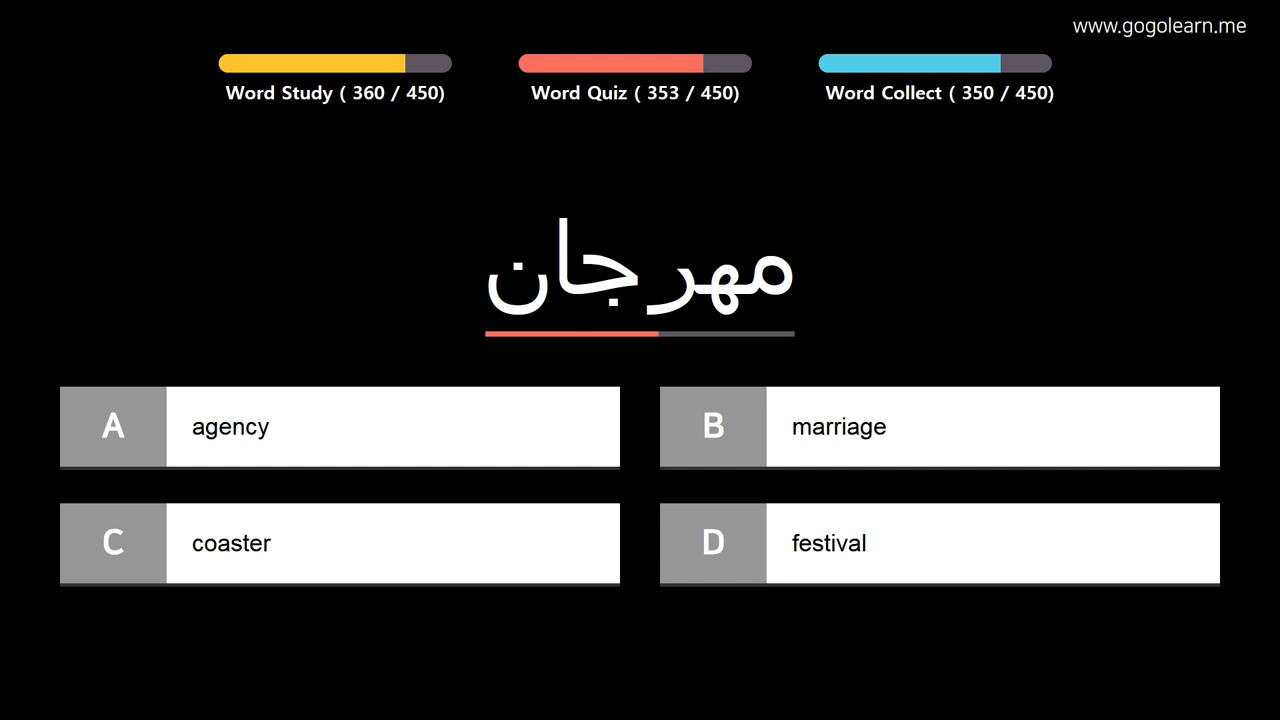 www.gogolearn.me
Word Study ( 360 / 450)
Word Quiz ( 353 / 450)
Word Collect ( 350 / 450)
مهرجان
A agency
B marriage
C coaster
D festival